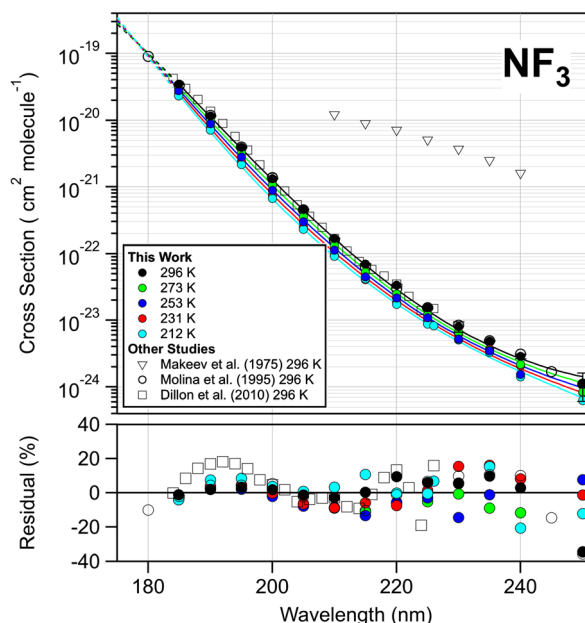 NF₃
10⁻¹⁹
10⁻²⁰
10⁻²¹
10⁻²²
10⁻²³
10⁻²⁴
Cross Section ( cm² molecule⁻¹)
This Work
296 K
273 K
253 K
231 K
212 K
Other Studies
Makeev et al. (1975) 296 K
Molina et al. (1995) 296 K
Dillon et al. (2010) 296 K
40
20
0
-20
-40
Residual (%)
180 200 220 240
Wavelength (nm)